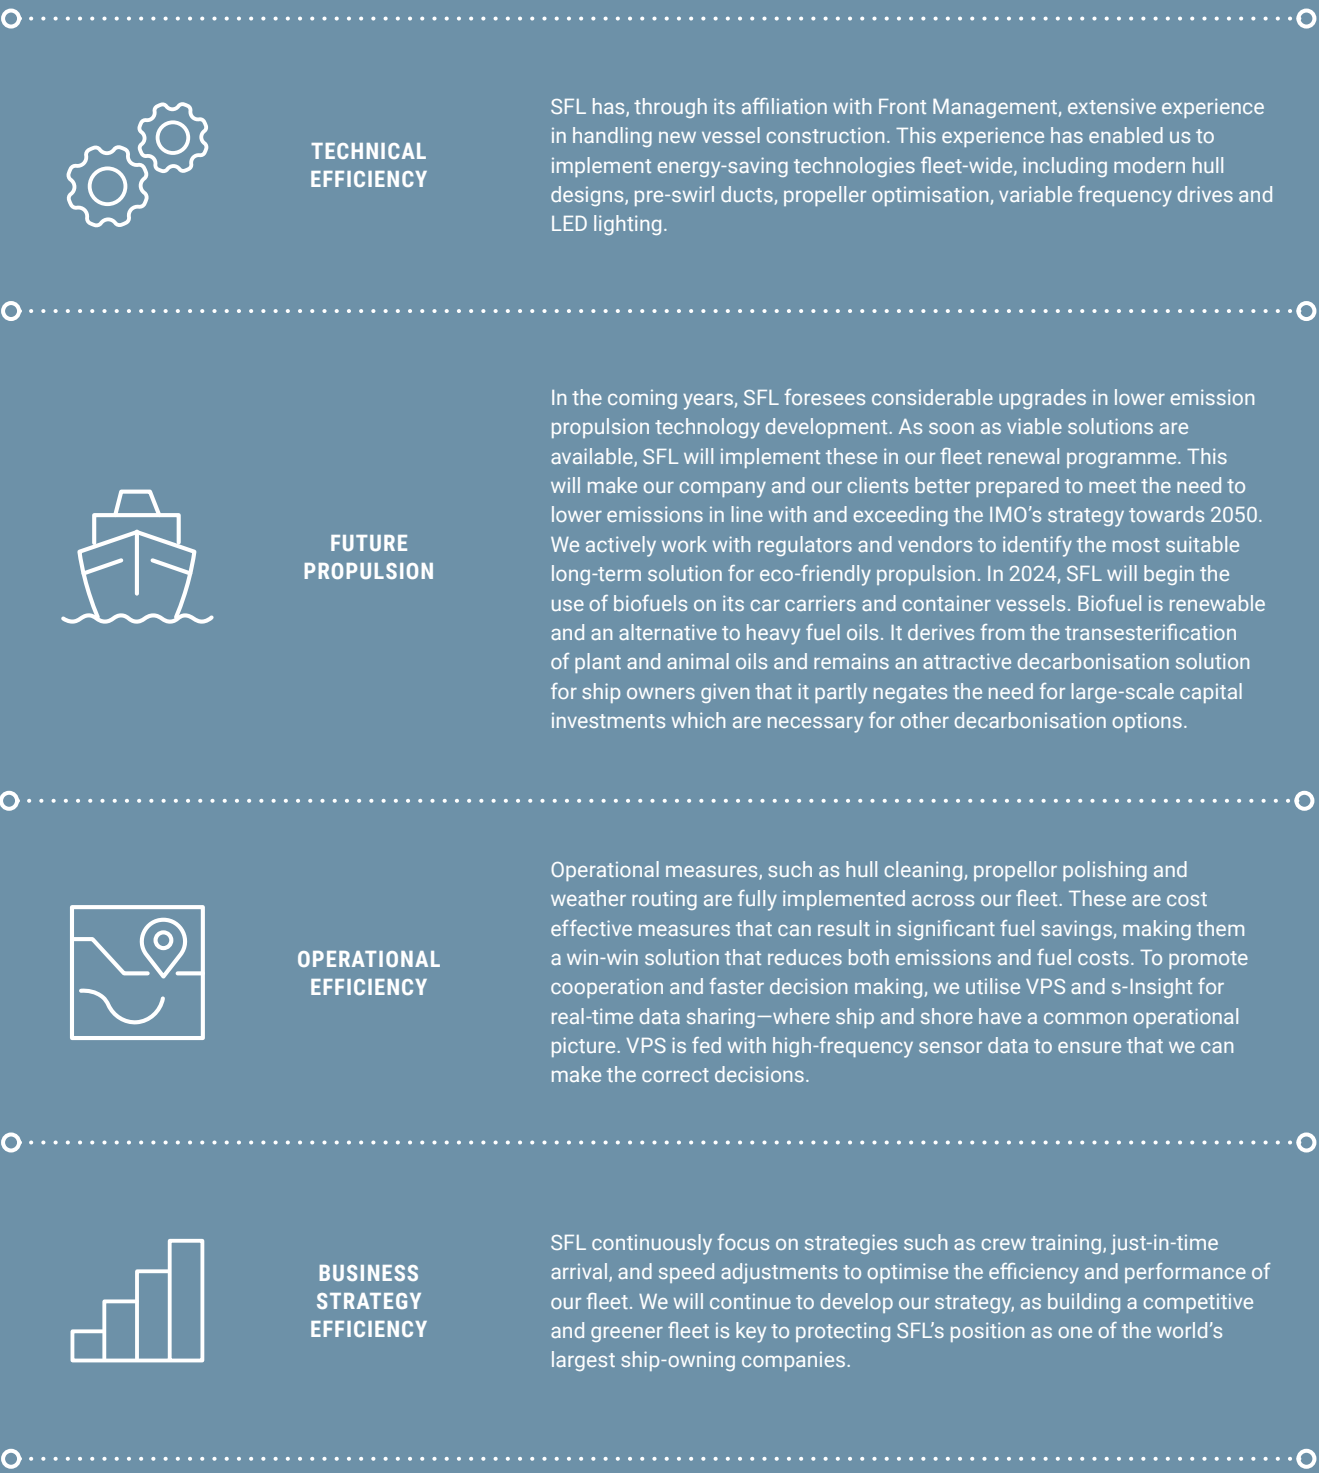 TECHNICAL
EFFICIENCY
SFL has, through its affiliation with Front Management, extensive experience
in handling new vessel construction. This experience has enabled us to
implement energy-saving technologies fleet-wide, including modern hull
designs, pre-swirl ducts, propeller optimisation, variable frequency drives and
LED lighting.
FUTURE
PROPULSION
In the coming years, SFL foresees considerable upgrades in lower emission
propulsion technology development. As soon as viable solutions are
available, SFL will implement these in our fleet renewal programme. This
will make our company and our clients better prepared to meet the need to
lower emissions in line with and exceeding the IMO’s strategy towards 2050.
We actively work with regulators and vendors to identify the most suitable
long-term solution for eco-friendly propulsion. In 2024, SFL will begin the
use of biofuels on its car carriers and container vessels. Biofuel is renewable
and an alternative to heavy fuel oils. It derives from the transesterification
of plant and animal oils and remains an attractive decarbonisation solution
for ship owners given that it partly negates the need for large-scale capital
investments which are necessary for other decarbonisation options.
OPERATIONAL
EFFICIENCY
Operational measures, such as hull cleaning, propellor polishing and
weather routing are fully implemented across our fleet. These are cost
effective measures that can result in significant fuel savings, making them
a win-win solution that reduces both emissions and fuel costs. To promote
cooperation and faster decision making, we utilise VPS and s-Insight for
real-time data sharing—where ship and shore have a common operational
picture. VPS is fed with high-frequency sensor data to ensure that we can
make the correct decisions.
BUSINESS
STRATEGY
EFFICIENCY
SFL continuously focus on strategies such as crew training, just-in-time
arrival, and speed adjustments to optimise the efficiency and performance of
our fleet. We will continue to develop our strategy, as building a competitive
and greener fleet is key to protecting SFL’s position as one of the world’s
largest ship-owning companies.